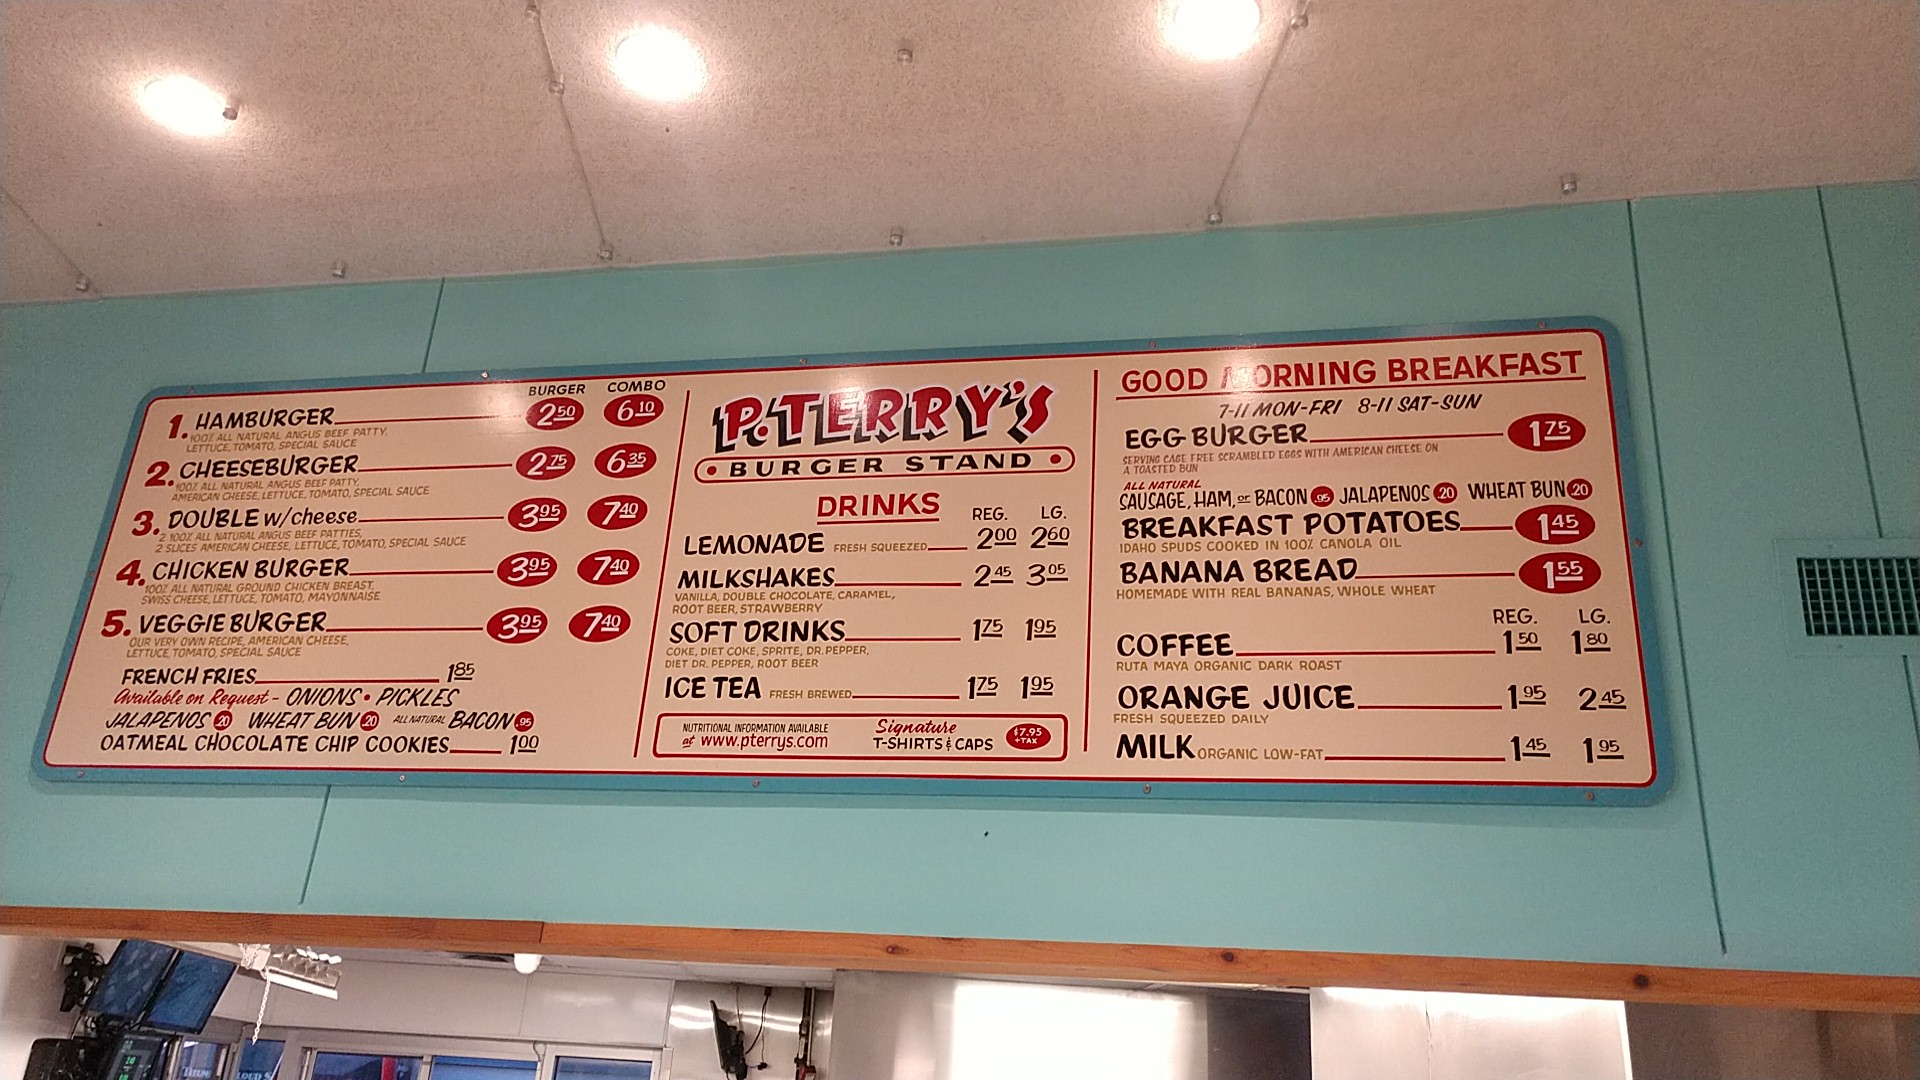 BURGER COMBO
1. HAMBURGER 2.50 6.10
100% ALL NATURAL ANGUS BEEF PATTY,
LETTUCE, TOMATO, SPECIAL SAUCE
2. CHEESEBURGER 2.75 6.35
100% ALL NATURAL ANGUS BEEF PATTY,
AMERICAN CHEESE, LETTUCE, TOMATO, SPECIAL SAUCE
3. DOUBLE w/cheese 3.95 7.40
2 100% ALL NATURAL ANGUS BEEF PATTIES,
2 SLICES AMERICAN CHEESE, LETTUCE, TOMATO, SPECIAL SAUCE
4. CHICKEN BURGER 3.95 7.40
100% ALL NATURAL GROUND CHICKEN BREAST,
SWISS CHEESE, LETTUCE, TOMATO, MAYONNAISE
5. VEGGIE BURGER 3.95 7.40
OUR VERY OWN RECIPE, AMERICAN CHEESE,
LETTUCE, TOMATO, SPECIAL SAUCE
FRENCH FRIES 1.85
Available on Request - ONIONS • PICKLES
JALAPENOS .20 WHEAT BUN .20 ALL NATURAL BACON .95
OATMEAL CHOCOLATE CHIP COOKIES 1.00
P.TERRY'S
• BURGER STAND •
DRINKS
REG. LG.
LEMONADE FRESH SQUEEZED 2.00 2.60
MILKSHAKES 2.45 3.05
VANILLA, DOUBLE CHOCOLATE, CARAMEL,
ROOT BEER, STRAWBERRY
SOFT DRINKS 1.75 1.95
COKE, DIET COKE, SPRITE, DR. PEPPER,
DIET DR. PEPPER, ROOT BEER
ICE TEA FRESH BREWED 1.75 1.95
NUTRITIONAL INFORMATION AVAILABLE
at www.pterrys.com
Signature
T-SHIRTS & CAPS
$7.95
+TAX
GOOD MORNING BREAKFAST
7-11 MON-FRI 8-11 SAT-SUN
EGG BURGER 1.75
SERVING CAGE FREE SCRAMBLED EGGS WITH AMERICAN CHEESE ON
A TOASTED BUN
ALL NATURAL
SAUSAGE, HAM, or BACON .95 JALAPENOS .20 WHEAT BUN .20
BREAKFAST POTATOES 1.45
IDAHO SPUDS COOKED IN 100% CANOLA OIL
BANANA BREAD 1.55
HOMEMADE WITH REAL BANANAS, WHOLE WHEAT
REG. LG.
COFFEE 1.50 1.80
RUTA MAYA ORGANIC DARK ROAST
ORANGE JUICE 1.95 2.45
FRESH SQUEEZED DAILY
MILK ORGANIC LOW-FAT 1.45 1.95